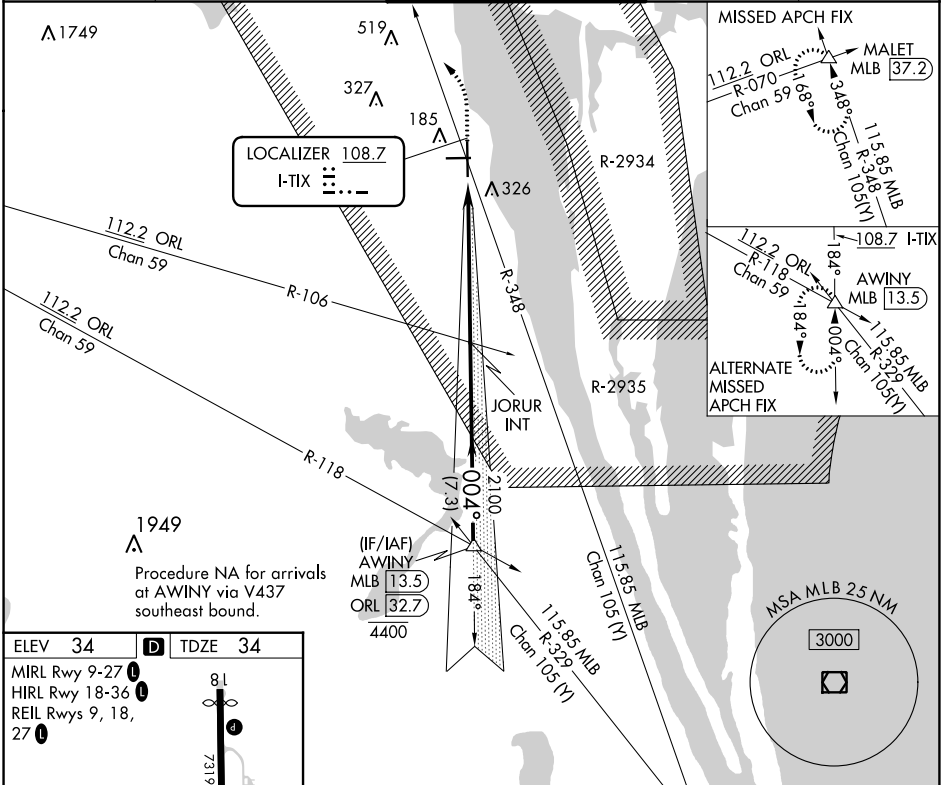 1749
519
327
185
LOCALIZER 108.7
I-TIX
326
R-2934
R-2935
112.2 ORL
Chan 59
R-106
112.2 ORL
Chan 59
R-118
R-348
JORUR
INT
2100
004°
(7.3)
184°
(IF/IAF)
AWINY
MLB 13.5
ORL 32.7
4400
1949
Procedure NA for arrivals
at AWINY via V437
southeast bound.
115.85 MLB
Chan 105 (Y)
115.85 MLB
R-329
Chan 105 (Y)
MISSED APCH FIX
MALET
MLB 37.2
112.2 ORL
R-070
Chan 59
168°
348°
115.85 MLB
R-348
Chan 105(Y)
108.7 I-TIX
184°
112.2 ORL
R-118
Chan 59
AWINY
MLB 13.5
184°
004°
115.85 MLB
R-329
Chan 105(Y)
ALTERNATE
MISSED
APCH FIX
MSA MLB 25 NM
3000
ELEV 34 D TDZE 34
MIRL Rwy 9-27 L
HIRL Rwy 18-36 L
REIL Rwys 9, 18,
27 L
18
P
7319